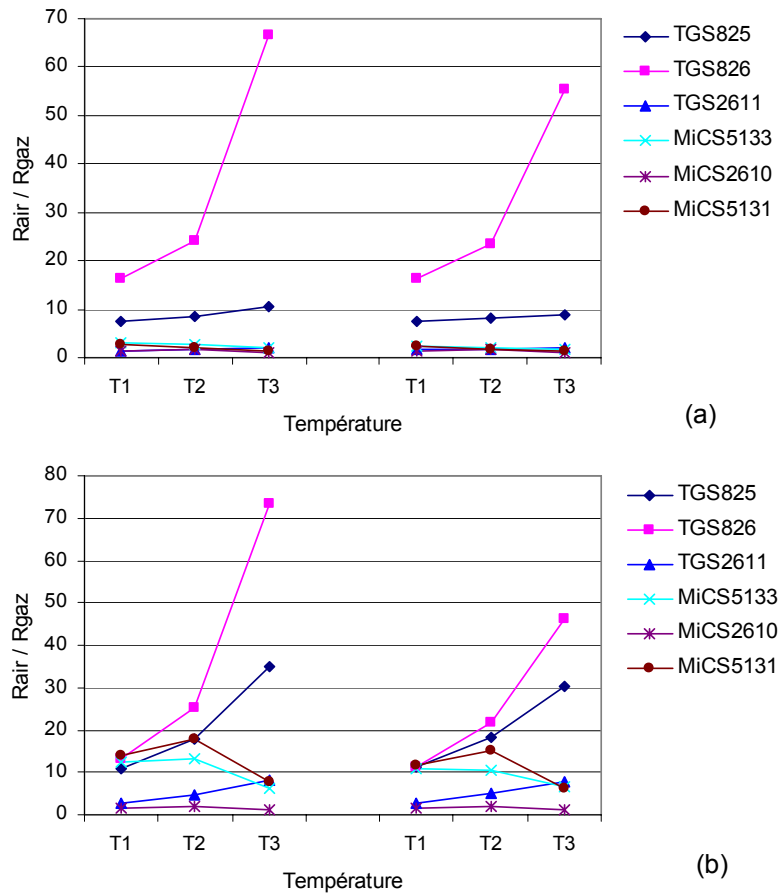 70
60
50
40
30
20
10
0
Rair / Rgaz
T1 T2 T3 T1 T2 T3
Température
TGS825
TGS826
TGS2611
MiCS5133
MiCS2610
MiCS5131
(a)
80
70
60
50
40
30
20
10
0
Rair / Rgaz
T1 T2 T3 T1 T2 T3
Température
TGS825
TGS826
TGS2611
MiCS5133
MiCS2610
MiCS5131
(b)